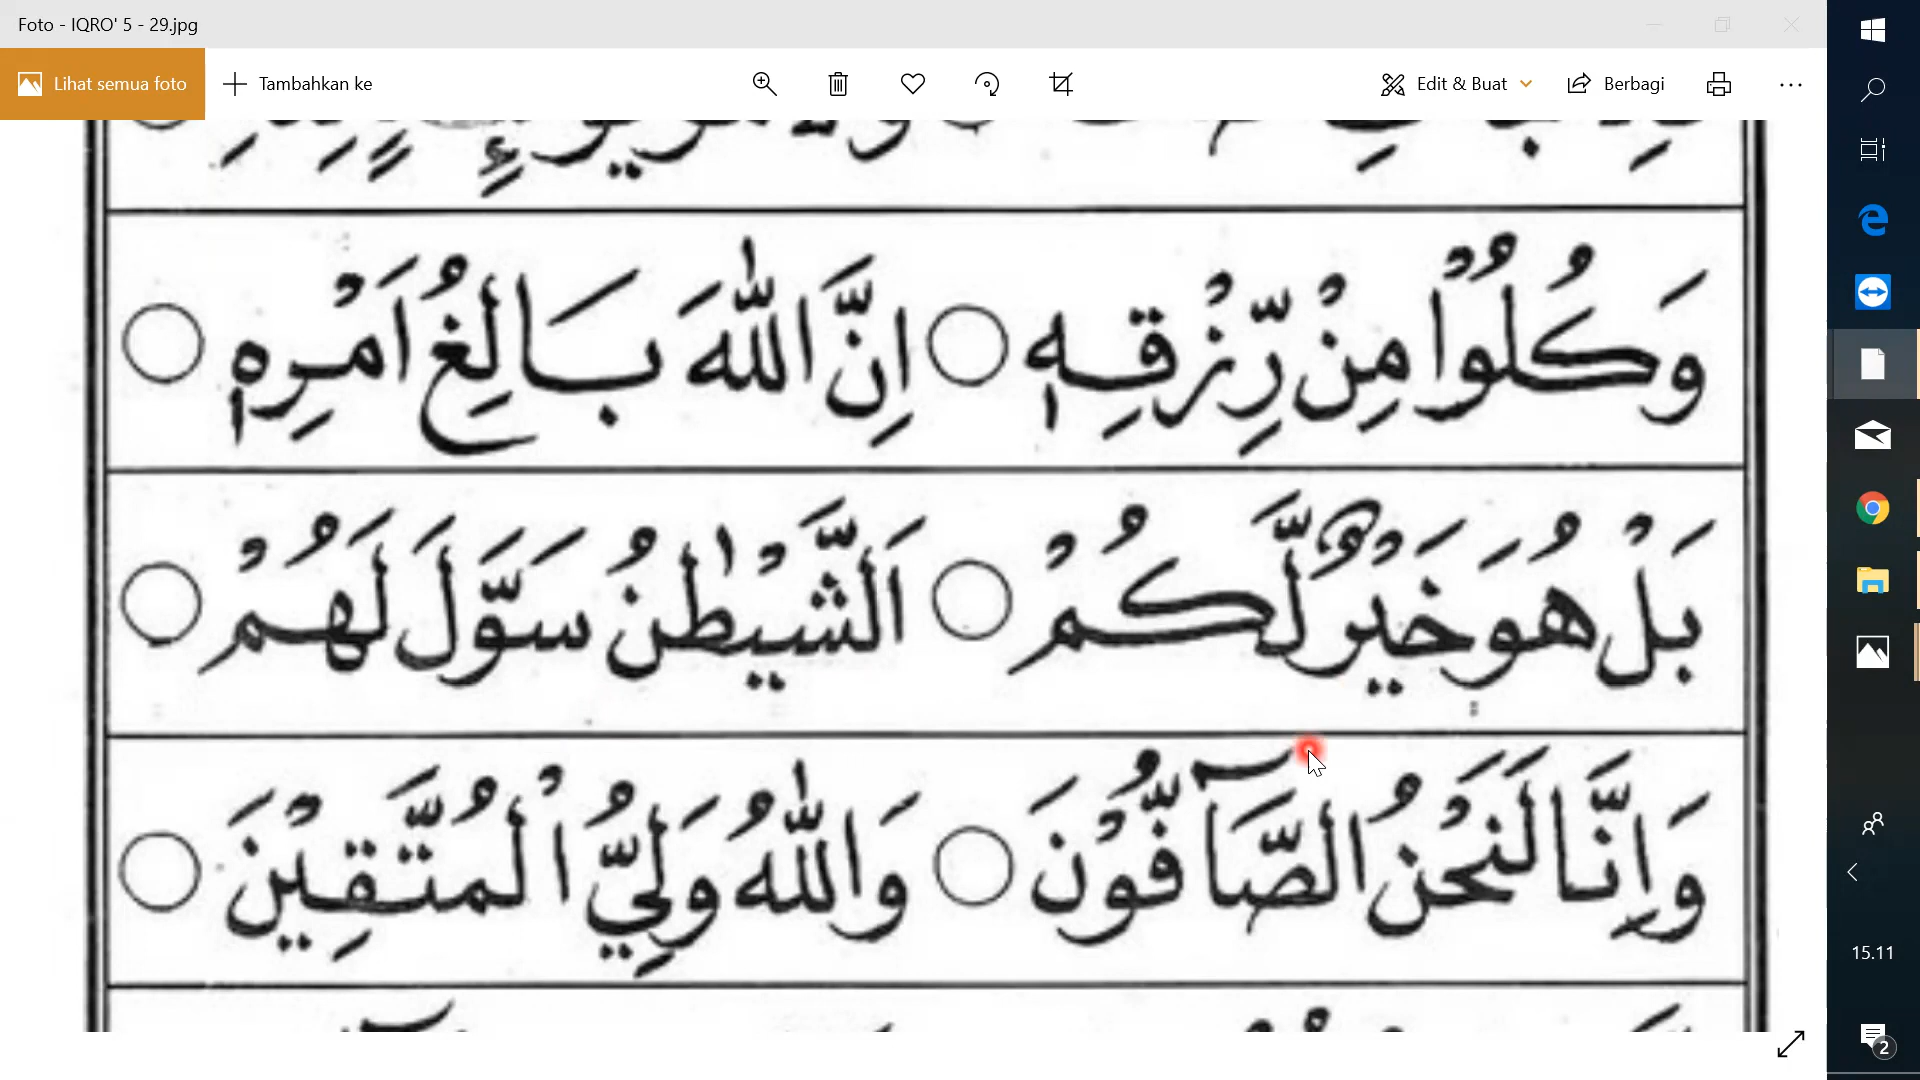 Foto - IQRO' 5 - 29.jpg
Lihat semua foto
Tambahkan ke
Edit & Buat
Berbagi
وَكُلُوْا مِنْ رِّزْقِهٖ ○ اِنَّ اللّٰهَ بَالِغُ اَمْرِهٖ ○
بَلْ هُوَ خَيْرٌ لَّكُمْ ○ اَلشَّيْطٰنُ سَوَّلَ لَهُمْ ○
وَاِنَّا لَنَحْنُ الصَّآفُّوْنَ ○ وَاللّٰهُ وَلِيُّ الْمُتَّقِيْنَ ○
15.11
2